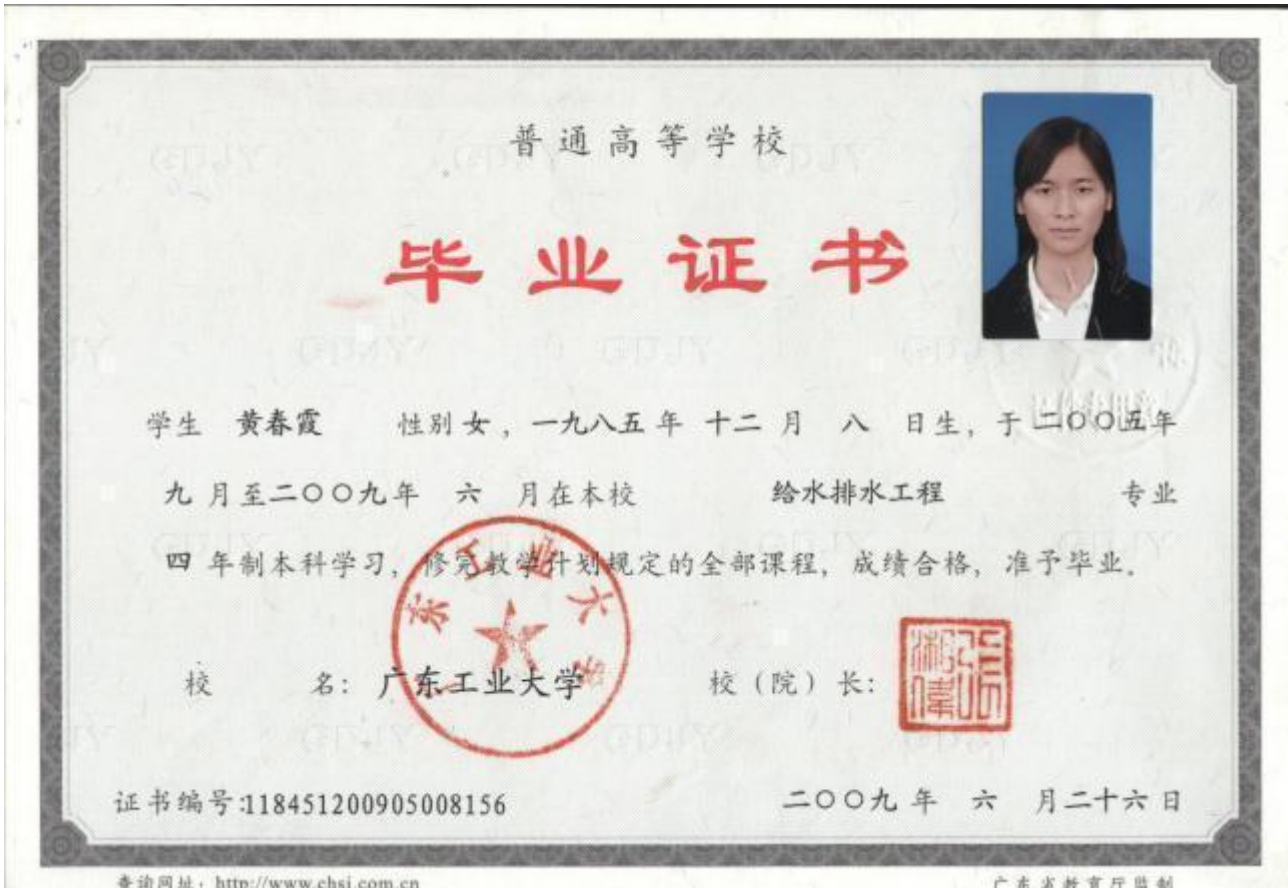 普通高等学校
毕业证书
学生 黄春霞 性别 女，一九八五年 十二 月 八 日生，于二〇〇五年
九 月至二〇〇九年 六 月在本校 给水排水工程 专业
四 年制本科学习，修完教学计划规定的全部课程，成绩合格，准予毕业。
广东工业大学
校 名：广东工业大学 校（院）长：
证书编号:118451200905008156 二〇〇九 年 六 月二十六日
查询网址：http://www.chsi.com.cn 广东省教育厅监制